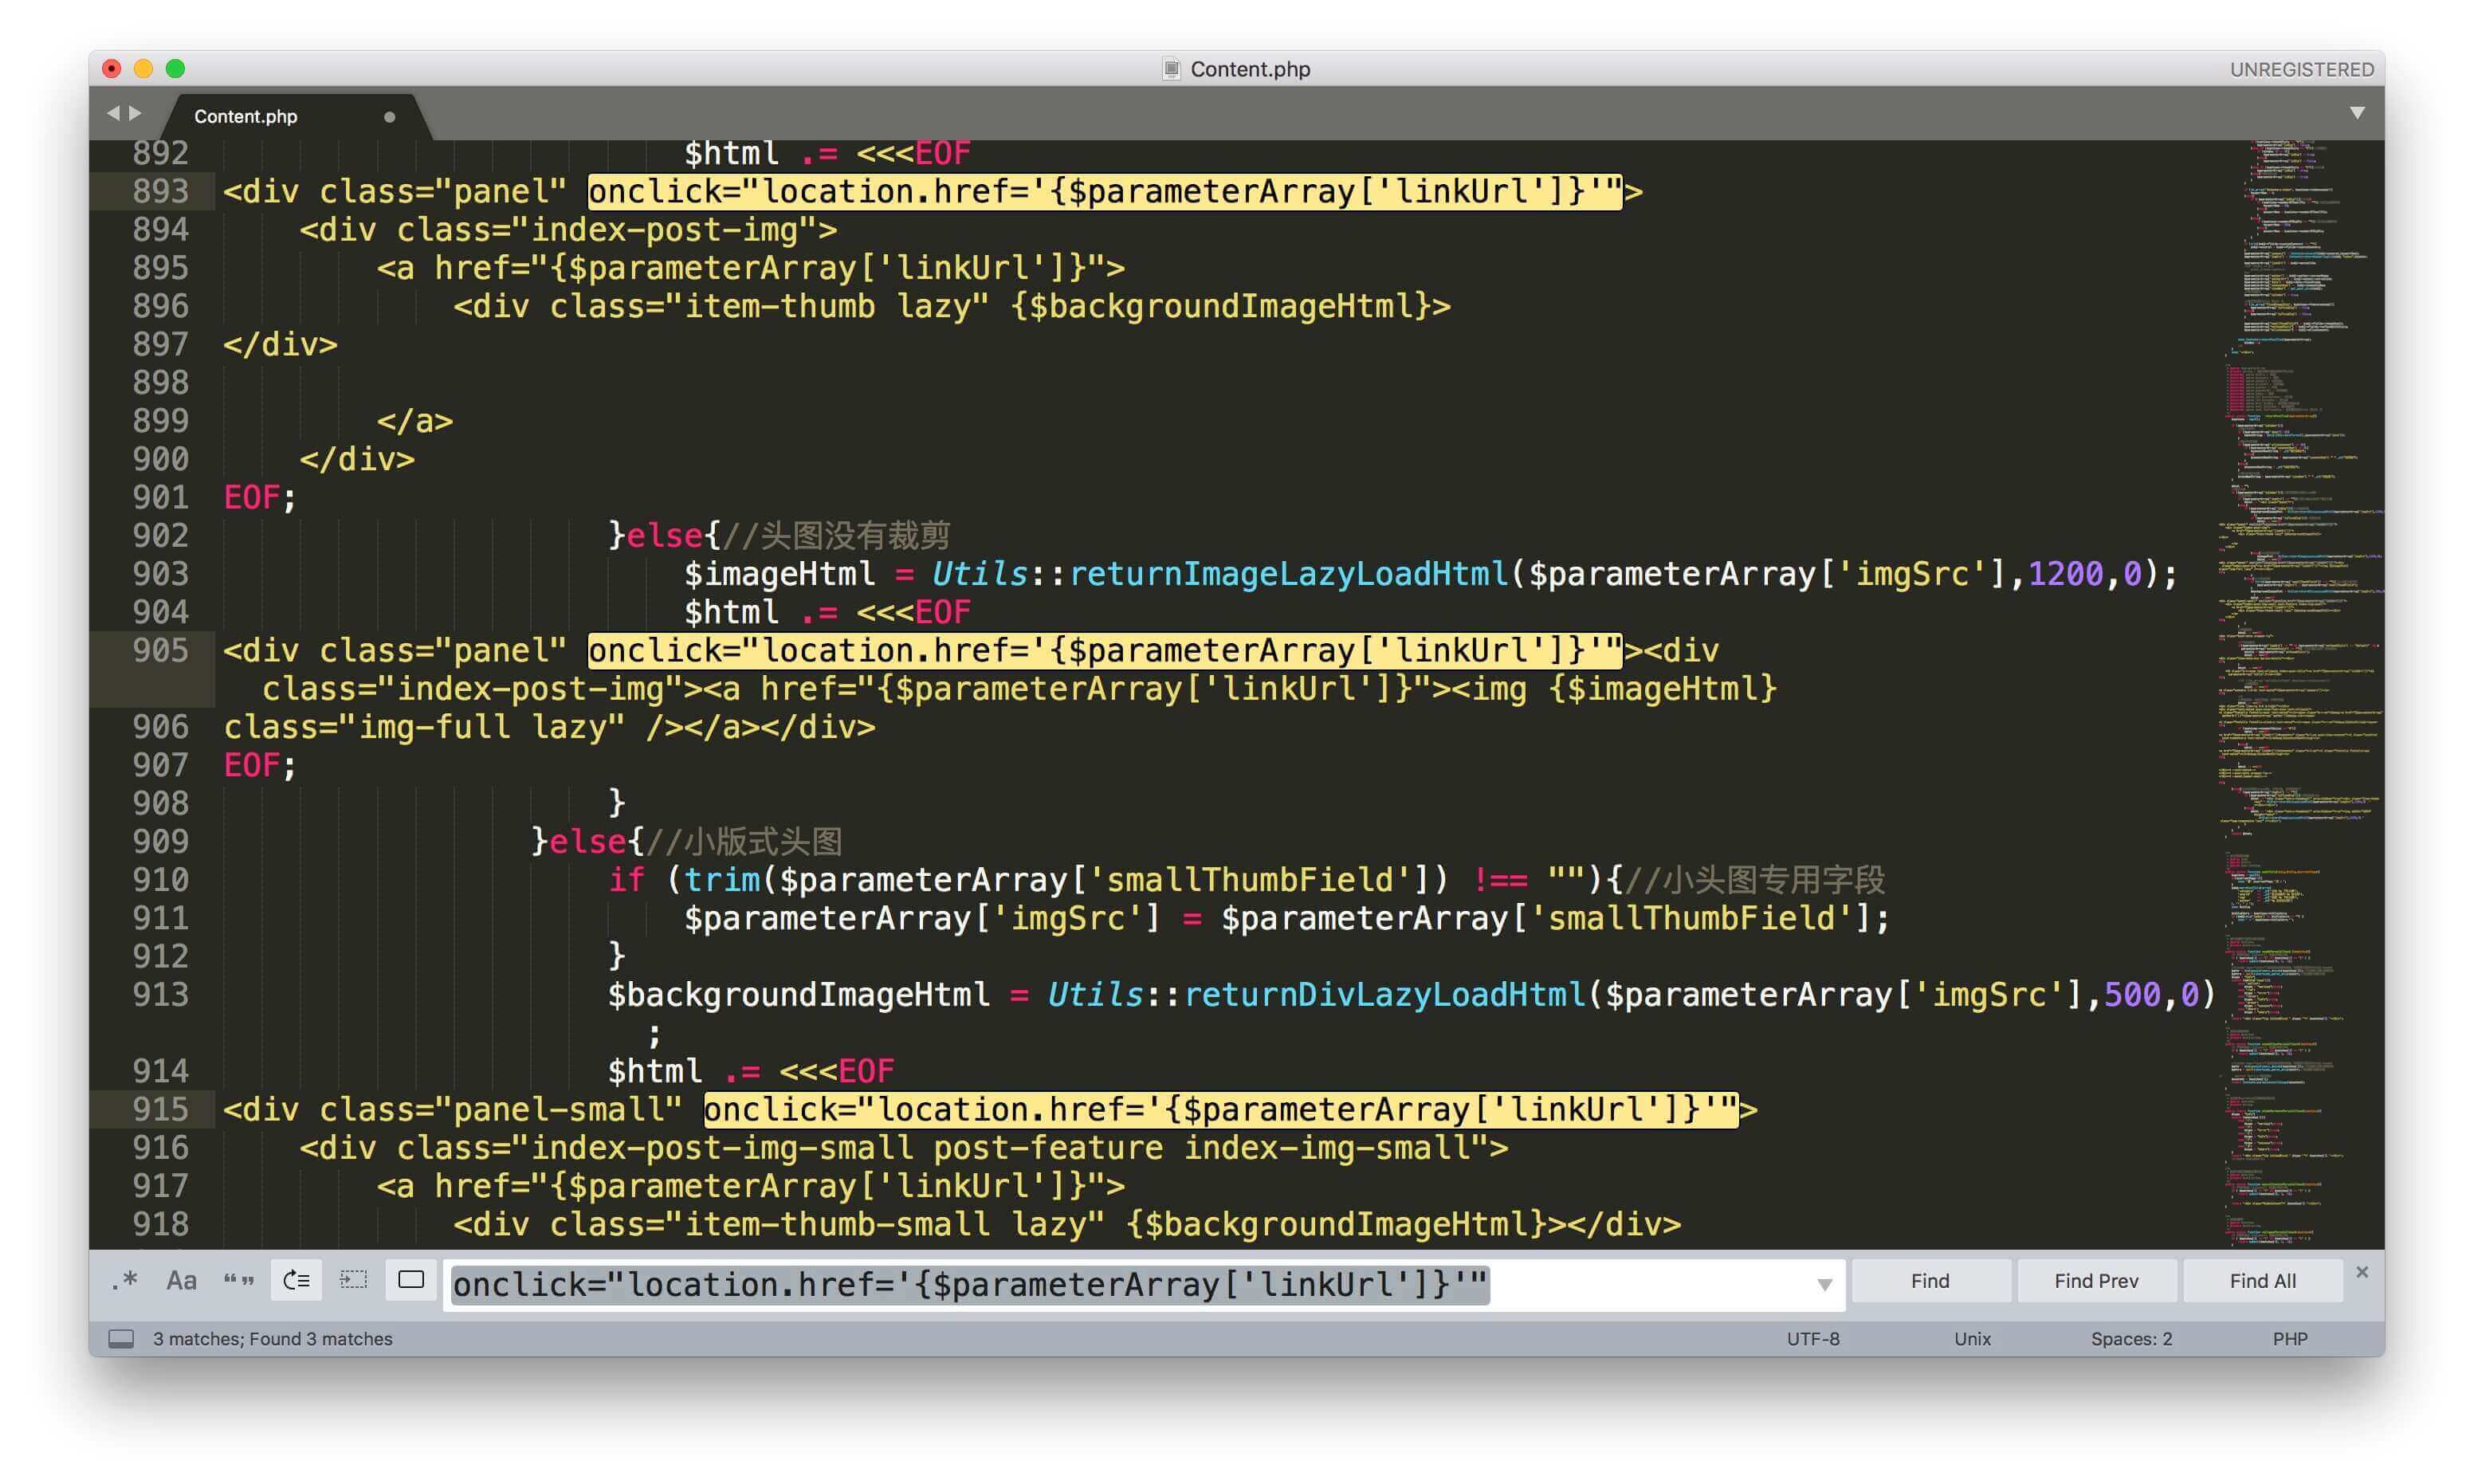 Content.php
UNREGISTERED
Content.php
892 $html .= <<<EOF
893 <div class="panel" onclick="location.href='{$parameterArray['linkUrl']}'">
894 <div class="index-post-img">
895 <a href="{$parameterArray['linkUrl']}">
896 <div class="item-thumb lazy" {$backgroundImageHtml}>
897 </div>
898
899 </a>
900 </div>
901 EOF;
902 }else{//头图没有裁剪
903 $imageHtml = Utils::returnImageLazyLoadHtml($parameterArray['imgSrc'],1200,0);
904 $html .= <<<EOF
905 <div class="panel" onclick="location.href='{$parameterArray['linkUrl']}'"><div
class="index-post-img"><a href="{$parameterArray['linkUrl']}"><img {$imageHtml}
906 class="img-full lazy" /></a></div>
907 EOF;
908 }
909 }else{//小版式头图
910 if (trim($parameterArray['smallThumbField']) !== ""){//小头图专用字段
911 $parameterArray['imgSrc'] = $parameterArray['smallThumbField'];
912 }
913 $backgroundImageHtml = Utils::returnDivLazyLoadHtml($parameterArray['imgSrc'],500,0)
;
914 $html .= <<<EOF
915 <div class="panel-small" onclick="location.href='{$parameterArray['linkUrl']}'">
916 <div class="index-post-img-small post-feature index-img-small">
917 <a href="{$parameterArray['linkUrl']}">
918 <div class="item-thumb-small lazy" {$backgroundImageHtml}></div>
.* Aa “” onclick="location.href='{$parameterArray['linkUrl']}'" Find Find Prev Find All
3 matches; Found 3 matches UTF-8 Unix Spaces: 2 PHP